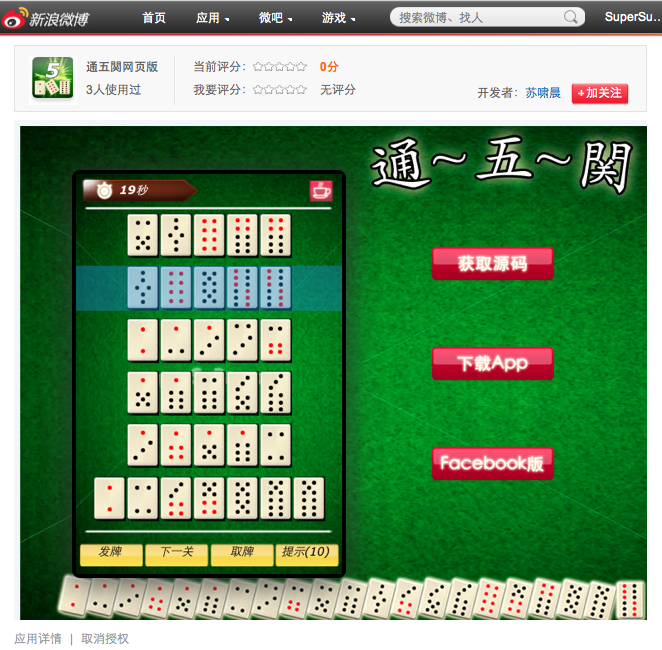 新浪微博 首页 应用 微吧 游戏 搜索微博、找人 SuperSu...
5
通五関网页版 当前评分: 0分
3人使用过 我要评分: 无评分 开发者: 苏啸晨 +加关注
通~五~関
19秒
获取源码
下载App
Facebook版
发牌 下一关 取牌 提示(10)
应用详情 | 取消授权